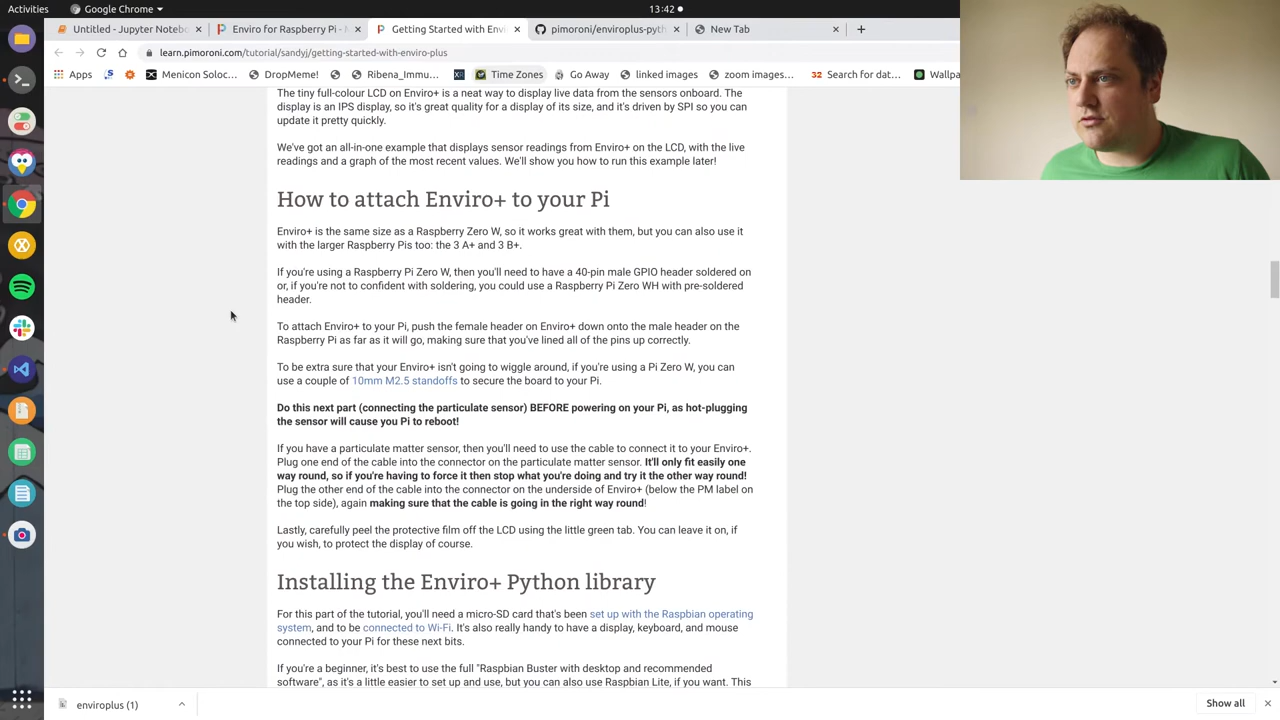 Activities
Google Chrome
13:42
Untitled - Jupyter Notebo
Enviro for Raspberry Pi -
Getting Started with Envi
pimoroni/enviroplus-pyth
New Tab
learn.pimoroni.com/tutorial/sandyj/getting-started-with-enviro-plus
Apps
Menicon Soloc...
DropMeme!
Ribena_Immu...
Time Zones
Go Away
linked images
zoom images...
32 Search for dat...
Wallpa
The tiny full-colour LCD on Enviro+ is a neat way to display live data from the sensors onboard. The
display is an IPS display, so it's great quality for a display of its size, and it's driven by SPI so you can
update it pretty quickly.
We've got an all-in-one example that displays sensor readings from Enviro+ on the LCD, with the live
readings and a graph of the most recent values. We'll show you how to run this example later!
How to attach Enviro+ to your Pi
Enviro+ is the same size as a Raspberry Zero W, so it works great with them, but you can also use it
with the larger Raspberry Pis too: the 3 A+ and 3 B+.
If you're using a Raspberry Pi Zero W, then you'll need to have a 40-pin male GPIO header soldered on
or, if you're not to confident with soldering, you could use a Raspberry Pi Zero WH with pre-soldered
header.
To attach Enviro+ to your Pi, push the female header on Enviro+ down onto the male header on the
Raspberry Pi as far as it will go, making sure that you've lined all of the pins up correctly.
To be extra sure that your Enviro+ isn't going to wiggle around, if you're using a Pi Zero W, you can
use a couple of 10mm M2.5 standoffs to secure the board to your Pi.
Do this next part (connecting the particulate sensor) BEFORE powering on your Pi, as hot-plugging
the sensor will cause you Pi to reboot!
If you have a particulate matter sensor, then you'll need to use the cable to connect it to your Enviro+.
Plug one end of the cable into the connector on the particulate matter sensor. It'll only fit easily one
way round, so if you're having to force it then stop what you're doing and try it the other way round!
Plug the other end of the cable into the connector on the underside of Enviro+ (below the PM label on
the top side), again making sure that the cable is going in the right way round!
Lastly, carefully peel the protective film off the LCD using the little green tab. You can leave it on, if
you wish, to protect the display of course.
Installing the Enviro+ Python library
For this part of the tutorial, you'll need a micro-SD card that's been set up with the Raspbian operating
system, and to be connected to Wi-Fi. It's also really handy to have a display, keyboard, and mouse
connected to your Pi for these next bits.
If you're a beginner, it's best to use the full "Raspbian Buster with desktop and recommended
software", as it's a little easier to set up and use, but you can also use Raspbian Lite, if you want. This
enviroplus (1)
Show all